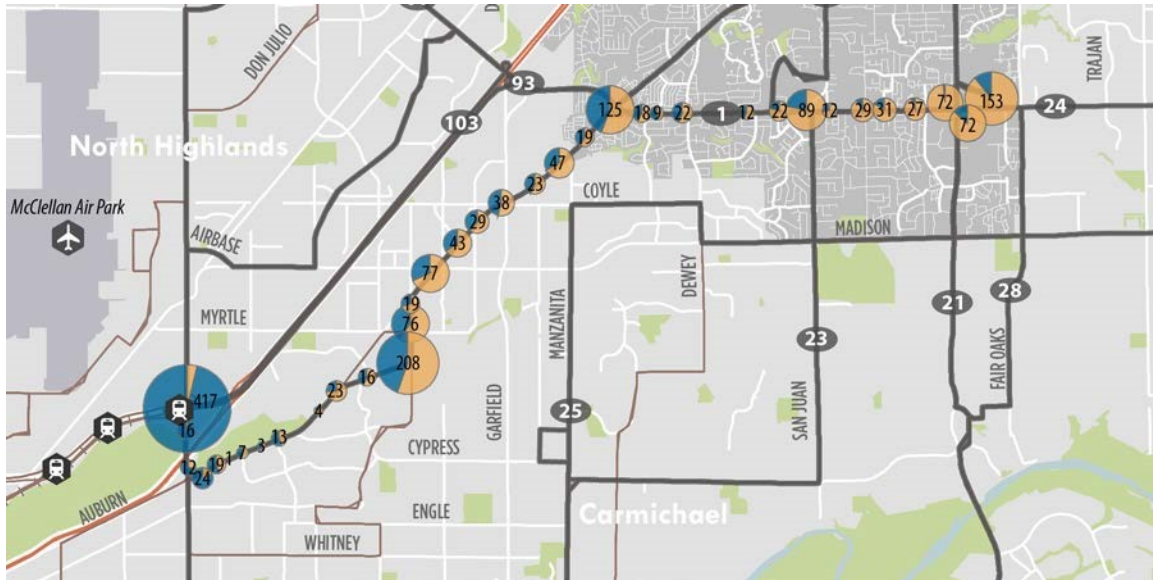 DON JULIO
TRAJAN
93
125
18
9
22
1
12
22
89
12
29
31
27
72
153
24
72
103
19
North Highlands
47
23
COYLE
38
McClellan Air Park
29
MADISON
43
AIRBASE
77
DEWEY
19
MYRTLE
76
MANZANITA
21
28
23
208
FAIR OAKS
16
23
417
4
GARFIELD
25
SAN JUAN
16
13
CYPRESS
3
7
1
19
12
24
AUBURN
ENGLE
Carmichael
WHITNEY